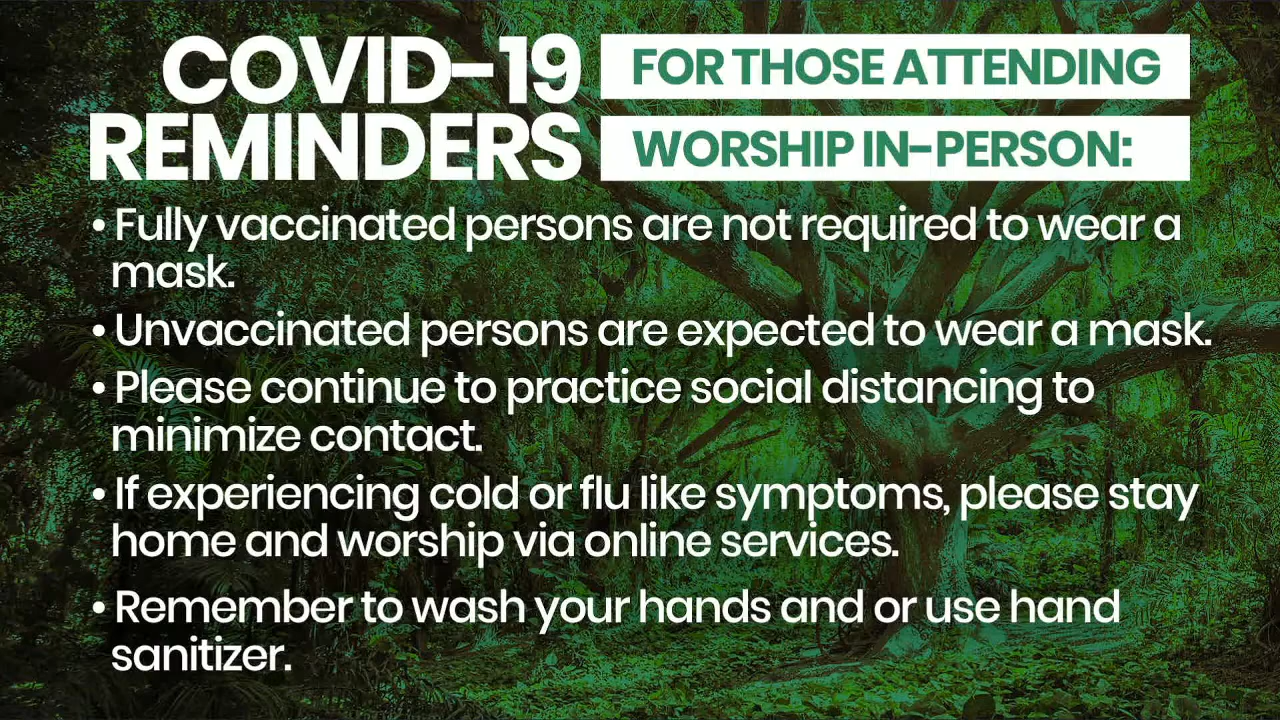 COVID-19
REMINDERS
FOR THOSE ATTENDING
WORSHIP IN-PERSON:
• Fully vaccinated persons are not required to wear a
mask.
• Unvaccinated persons are expected to wear a mask.
• Please continue to practice social distancing to
minimize contact.
• If experiencing cold or flu like symptoms, please stay
home and worship via online services.
• Remember to wash your hands and or use hand
sanitizer.